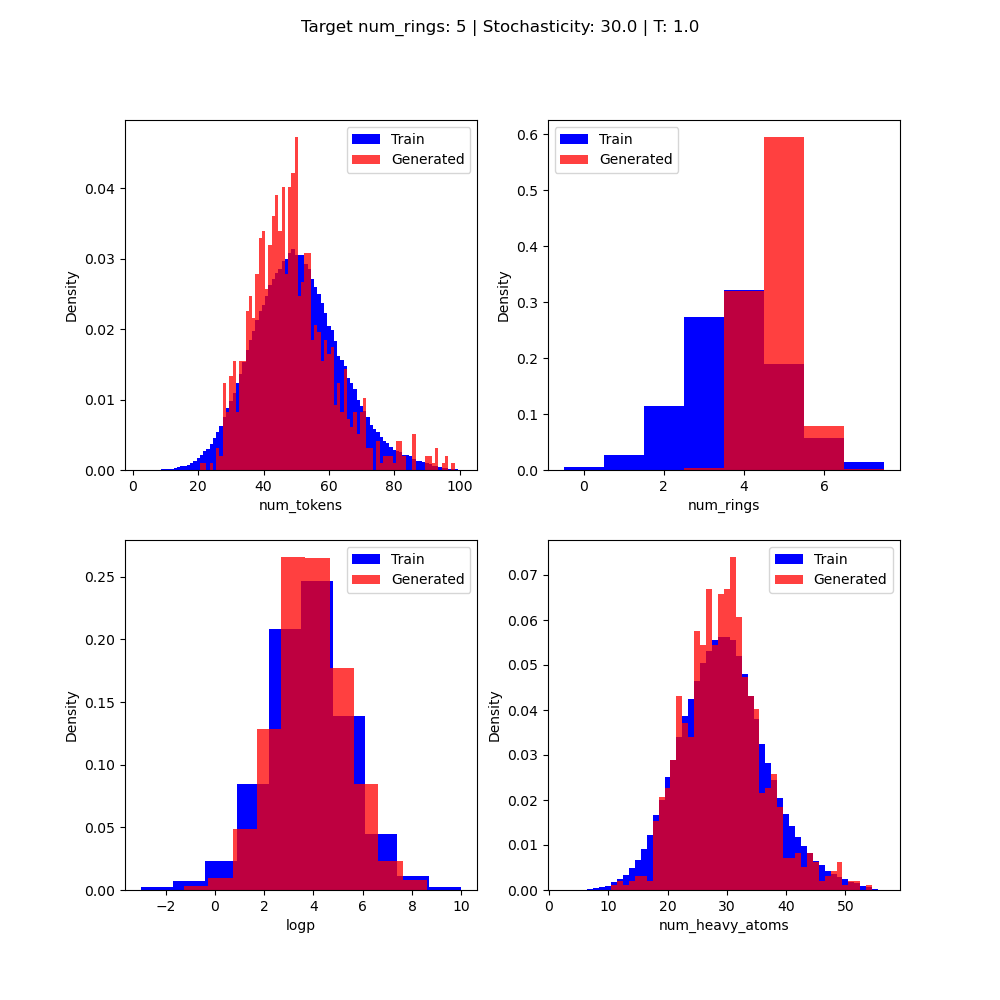 Target num_rings: 5 | Stochasticity: 30.0 | T: 1.0
Train
Generated
0.00
0.01
0.02
0.03
0.04
Density
0
20
40
60
80
100
num_tokens
Train
Generated
0.0
0.1
0.2
0.3
0.4
0.5
0.6
Density
0
2
4
6
num_rings
Train
Generated
0.00
0.05
0.10
0.15
0.20
0.25
Density
−2
0
2
4
6
8
10
logp
Train
Generated
0.00
0.01
0.02
0.03
0.04
0.05
0.06
0.07
Density
0
10
20
30
40
50
num_heavy_atoms